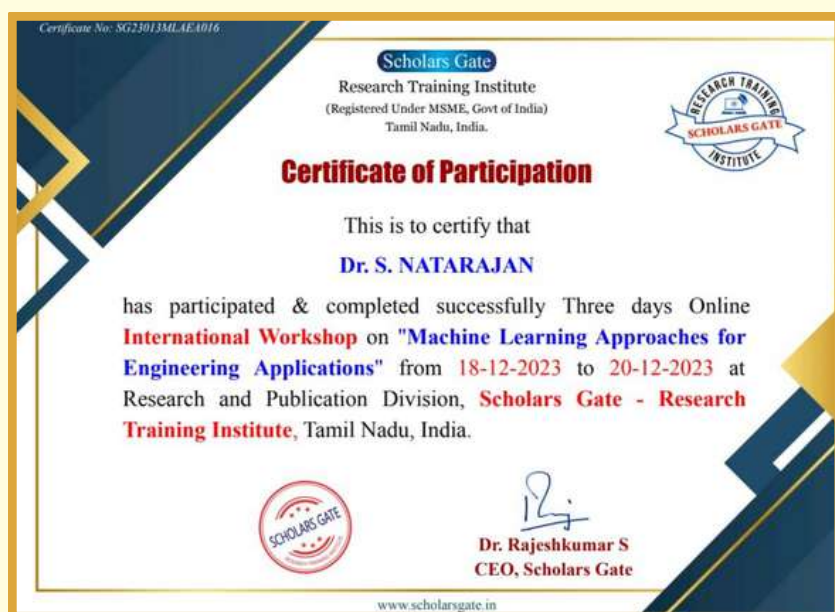 Certificate No: SG23013MLAEA016
Scholars Gate
Research Training Institute
(Registered Under MSME, Govt of India)
Tamil Nadu, India.
RESEARCH TRAINING
SCHOLARS GATE
INSTITUTE
Certificate of Participation
This is to certify that
Dr. S. NATARAJAN
has participated & completed successfully Three days Online
International Workshop on "Machine Learning Approaches for
Engineering Applications" from 18-12-2023 to 20-12-2023 at
Research and Publication Division, Scholars Gate - Research
Training Institute, Tamil Nadu, India.
SCHOLARS GATE
Dr. Rajeshkumar S
CEO, Scholars Gate
www.scholarsgate.in